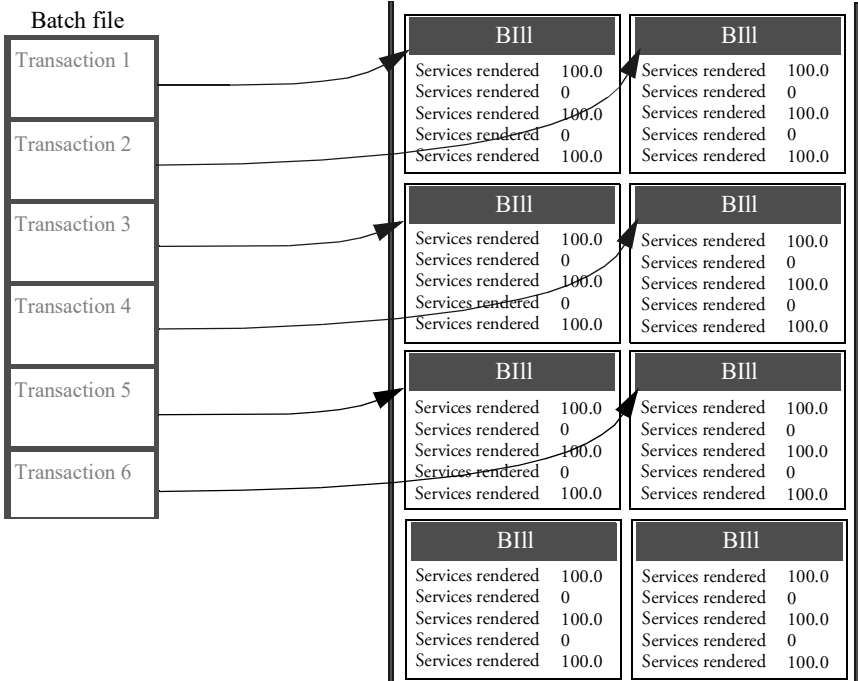 Batch file
Transaction 1
Transaction 2
Transaction 3
Transaction 4
Transaction 5
Transaction 6
BIll
Services rendered 100.0
Services rendered 0
Services rendered 100.0
Services rendered 0
Services rendered 100.0
BIll
Services rendered 100.0
Services rendered 0
Services rendered 100.0
Services rendered 0
Services rendered 100.0
BIll
Services rendered 100.0
Services rendered 0
Services rendered 100.0
Services rendered 0
Services rendered 100.0
BIll
Services rendered 100.0
Services rendered 0
Services rendered 100.0
Services rendered 0
Services rendered 100.0
BIll
Services rendered 100.0
Services rendered 0
Services rendered 100.0
Services rendered 0
Services rendered 100.0
BIll
Services rendered 100.0
Services rendered 0
Services rendered 100.0
Services rendered 0
Services rendered 100.0
BIll
Services rendered 100.0
Services rendered 0
Services rendered 100.0
Services rendered 0
Services rendered 100.0
BIll
Services rendered 100.0
Services rendered 0
Services rendered 100.0
Services rendered 0
Services rendered 100.0